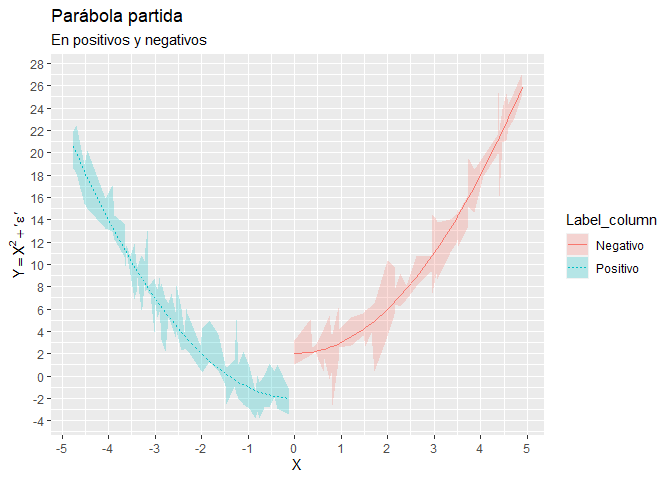 Parábola partida
En positivos y negativos
28
26
24
22
20
18
16
14
12
10
8
6
4
2
0
-2
-4
Y = X² + ′ε′
-5 -4 -3 -2 -1 0 1 2 3 4 5
X
Label_column
Negativo
Positivo